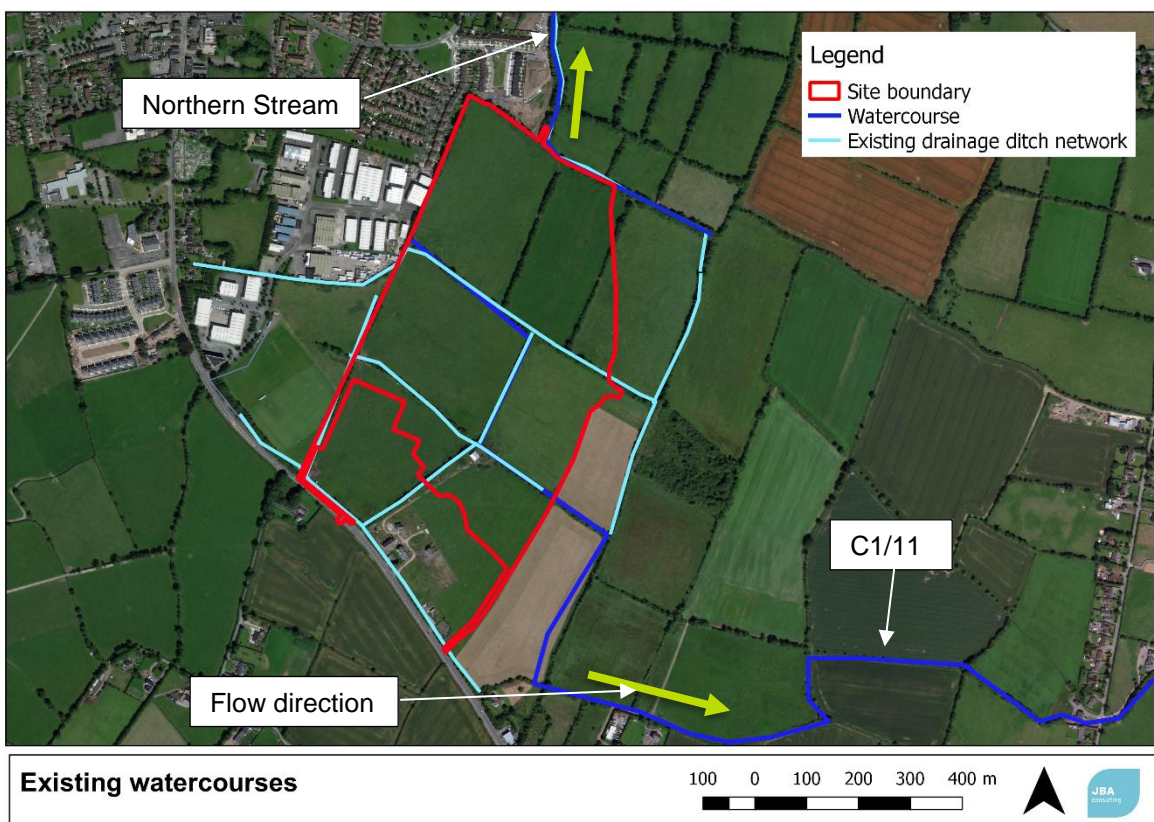 Northern Stream
Legend
Site boundary
Watercourse
Existing drainage ditch network
C1/11
Flow direction
Existing watercourses
100 0 100 200 300 400 m
JBA
consulting